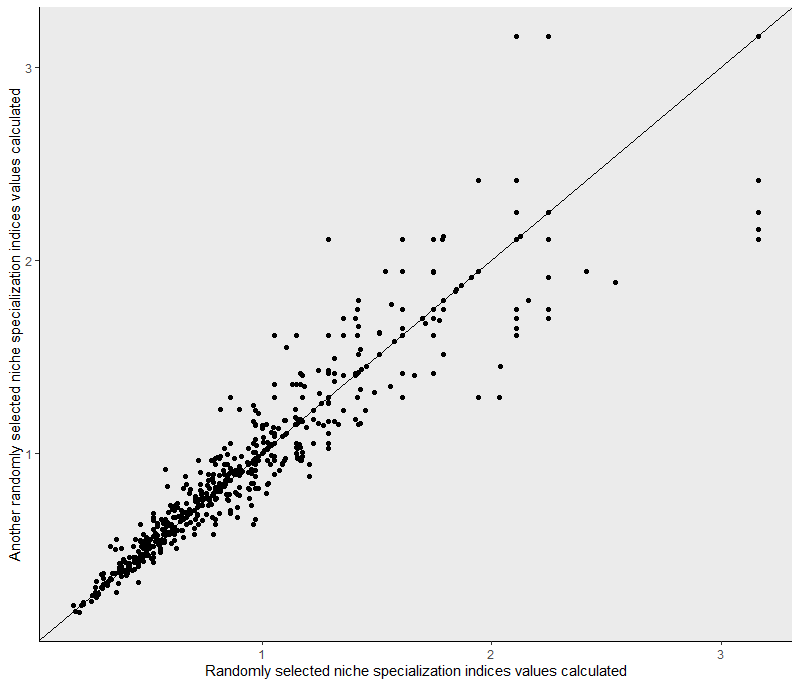 Another randomly selected niche specialization indices values calculated
3
2
1
1 2 3
Randomly selected niche specialization indices values calculated